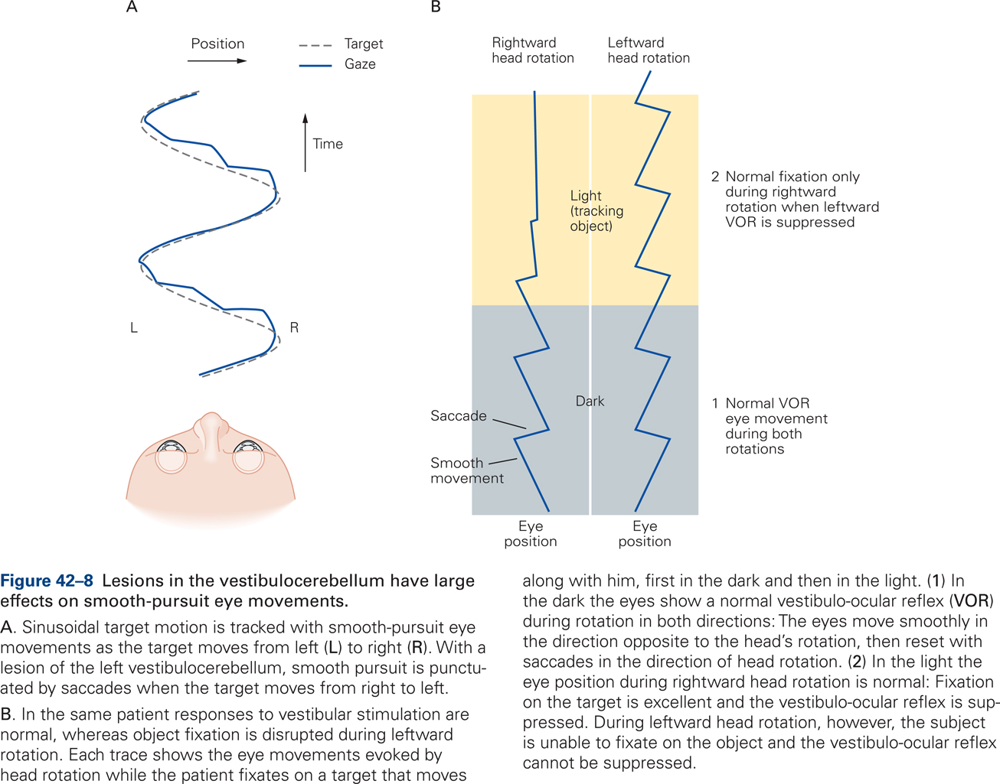 A
Position
Target
Gaze
Time
L
R
B
Rightward
head rotation
Leftward
head rotation
Light
(tracking
object)
2 Normal fixation only
during rightward
rotation when leftward
VOR is suppressed
Dark
Saccade
Smooth
movement
1 Normal VOR
eye movement
during both
rotations
Eye
position
Eye
position
Figure 42–8 Lesions in the vestibulocerebellum have large
effects on smooth-pursuit eye movements.
A. Sinusoidal target motion is tracked with smooth-pursuit eye
movements as the target moves from left (L) to right (R). With a
lesion of the left vestibulocerebellum, smooth pursuit is punctu-
ated by saccades when the target moves from right to left.
B. In the same patient responses to vestibular stimulation are
normal, whereas object fixation is disrupted during leftward
rotation. Each trace shows the eye movements evoked by
head rotation while the patient fixates on a target that moves
along with him, first in the dark and then in the light. (1) In
the dark the eyes show a normal vestibulo-ocular reflex (VOR)
during rotation in both directions: The eyes move smoothly in
the direction opposite to the head's rotation, then reset with
saccades in the direction of head rotation. (2) In the light the
eye position during rightward head rotation is normal: Fixation
on the target is excellent and the vestibulo-ocular reflex is sup-
pressed. During leftward head rotation, however, the subject
is unable to fixate on the object and the vestibulo-ocular reflex
cannot be suppressed.